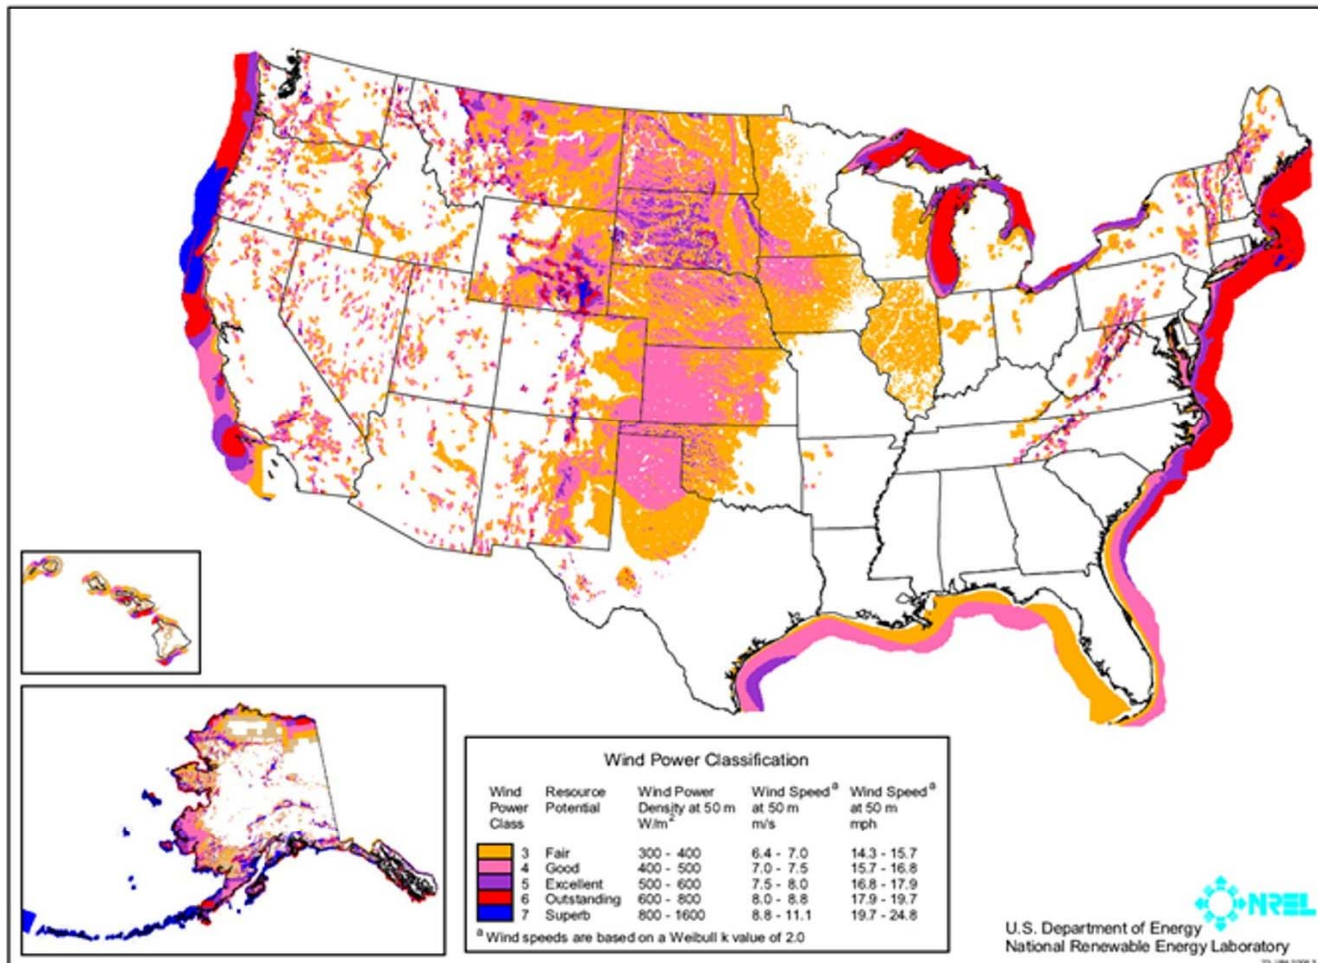 Wind Power Classification
Wind Power Class Resource Potential Wind Power Density at 50 m W/m² Wind Speedᵃ at 50 m m/s Wind Speedᵃ at 50 m mph
3 Fair 300 - 400 6.4 - 7.0 14.3 - 15.7
4 Good 400 - 500 7.0 - 7.5 15.7 - 16.8
5 Excellent 500 - 600 7.5 - 8.0 16.8 - 17.9
6 Outstanding 600 - 800 8.0 - 8.8 17.9 - 19.7
7 Superb 800 - 1600 8.8 - 11.1 19.7 - 24.8
ᵃ Wind speeds are based on a Weibull k value of 2.0
NREL
U.S. Department of Energy
National Renewable Energy Laboratory